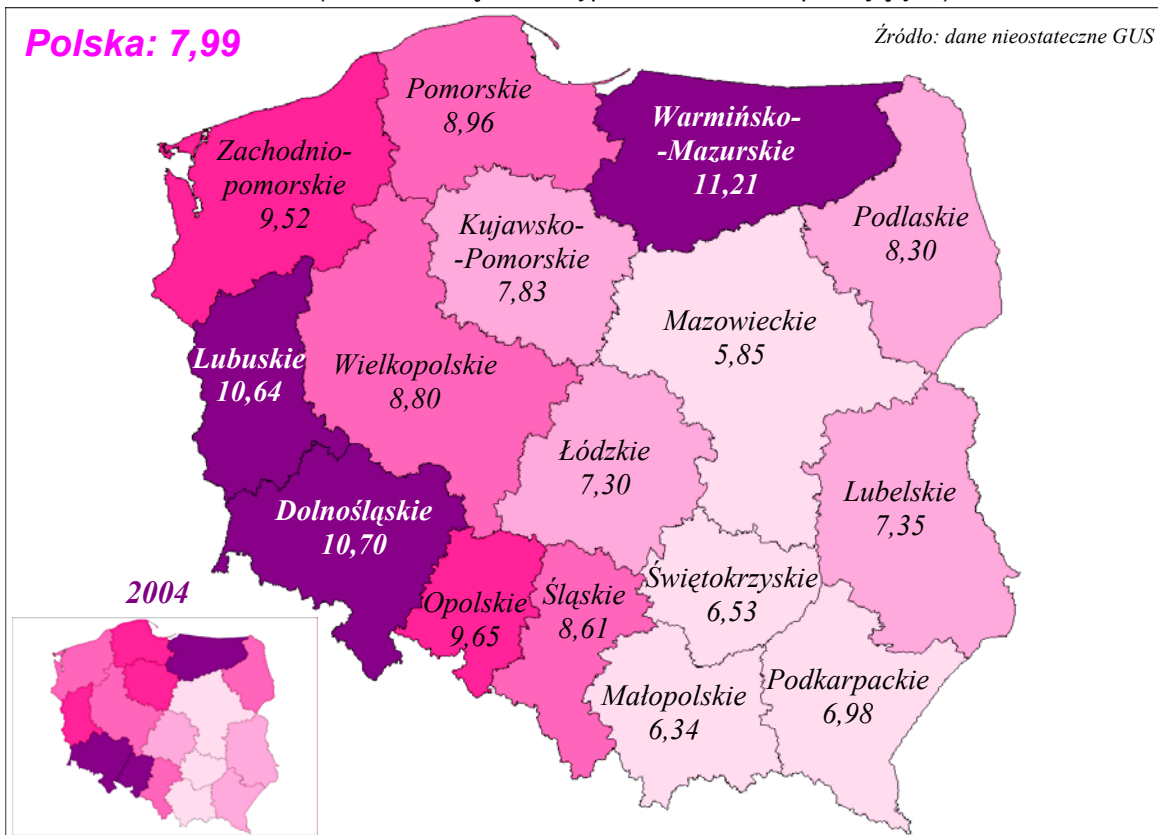 Polska: 7,99
Źródło: dane nieostateczne GUS
Pomorskie
8,96
Warmińsko-
-Mazurskie
11,21
Zachodnio-
pomorskie
9,52
Podlaskie
8,30
Kujawsko-
-Pomorskie
7,83
Mazowieckie
5,85
Lubuskie
10,64
Wielkopolskie
8,80
Łódzkie
7,30
Lubelskie
7,35
Dolnośląskie
10,70
Opolskie
9,65
Śląskie
8,61
Świętokrzyskie
6,53
Małopolskie
6,34
Podkarpackie
6,98
2004